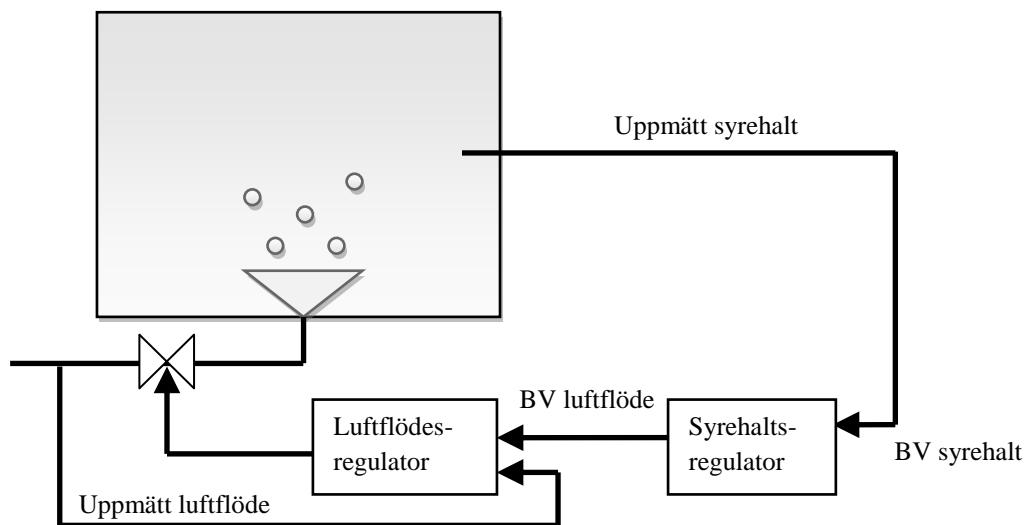 Uppmätt syrehalt
BV luftflöde
Luftflödes-
regulator
Syrehalts-
regulator
BV syrehalt
Uppmätt luftflöde